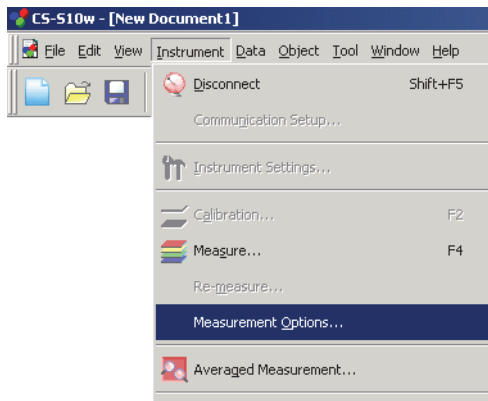 CS-S10w - [New Document1]
File Edit View Instrument Data Object Tool Window Help
Disconnect Shift+F5
Communication Setup...
Instrument Settings...
Calibration... F2
Measure... F4
Re-measure...
Measurement Options...
Averaged Measurement...